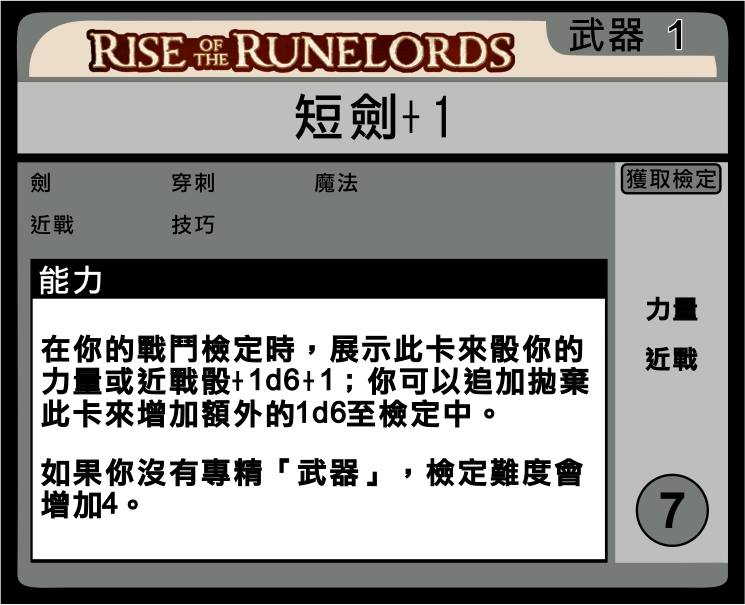 RISE OF THE RUNELORDS
武器 1
短劍+1
劍 穿刺 魔法
近戰 技巧
獲取檢定
力量
近戰
7
能力
在你的戰鬥檢定時，展示此卡來骰你的
力量或近戰骰+1d6+1；你可以追加拋棄
此卡來增加額外的1d6至檢定中。
如果你沒有專精「武器」，檢定難度會
增加4。